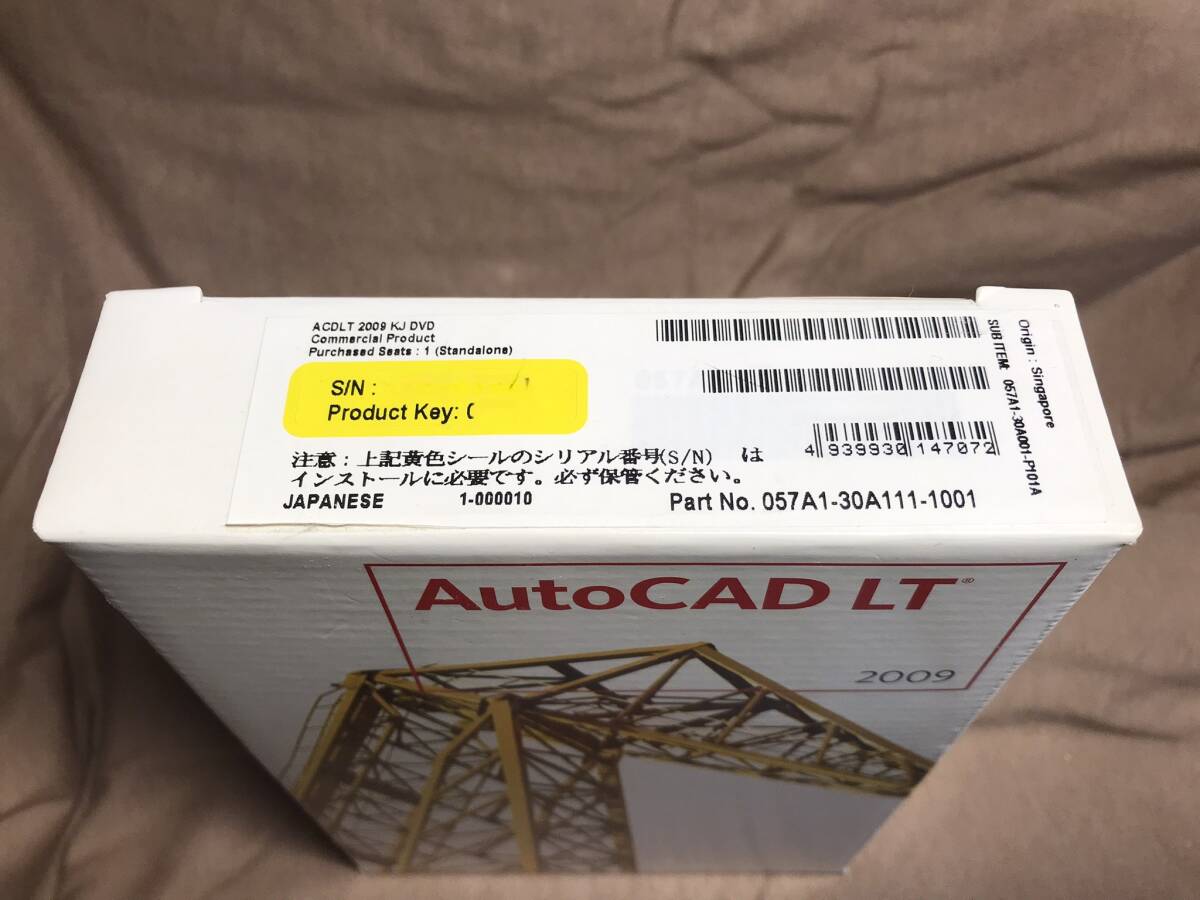 ACDLT 2009 KJ DVD
Commercial Product
Purchased Seats : 1 (Standalone)
S/N :
Product Key: (
注意 : 上記黄色シールのシリアル番号(S/N) は
インストールに必要です。必ず保管ください。
JAPANESE 1-000010 Part No. 057A1-30A111-1001
4 939930 147072
Origin : Singapore
SUB ITEM: 057A1-30A001-P101A
AutoCAD LT®
2009